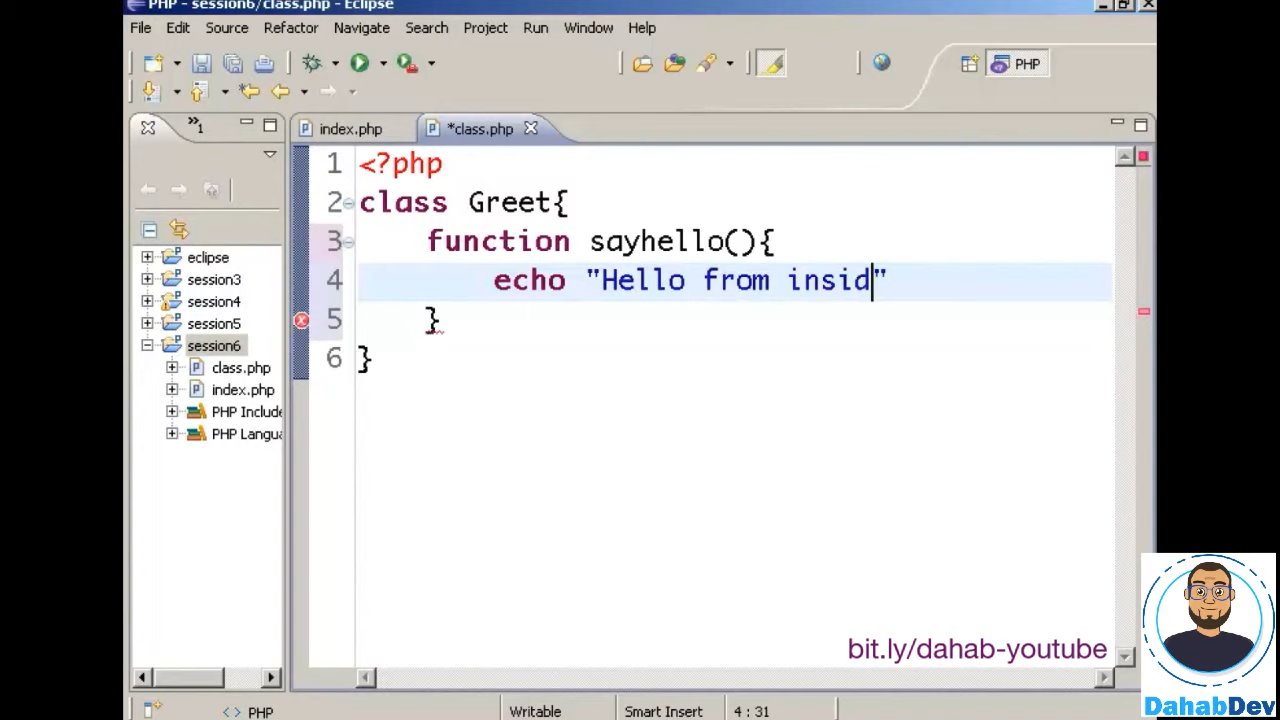 PHP - session6/class.php - Eclipse
File Edit Source Refactor Navigate Search Project Run Window Help
PHP
1
index.php *class.php
1 <?php
2 class Greet{
3 function sayhello(){
4 echo "Hello from insid"
5 }
6 }
eclipse
session3
session4
session5
session6
class.php
index.php
PHP Include
PHP Langua
bit.ly/dahab-youtube
DahabDev
<> PHP Writable Smart Insert 4 : 31